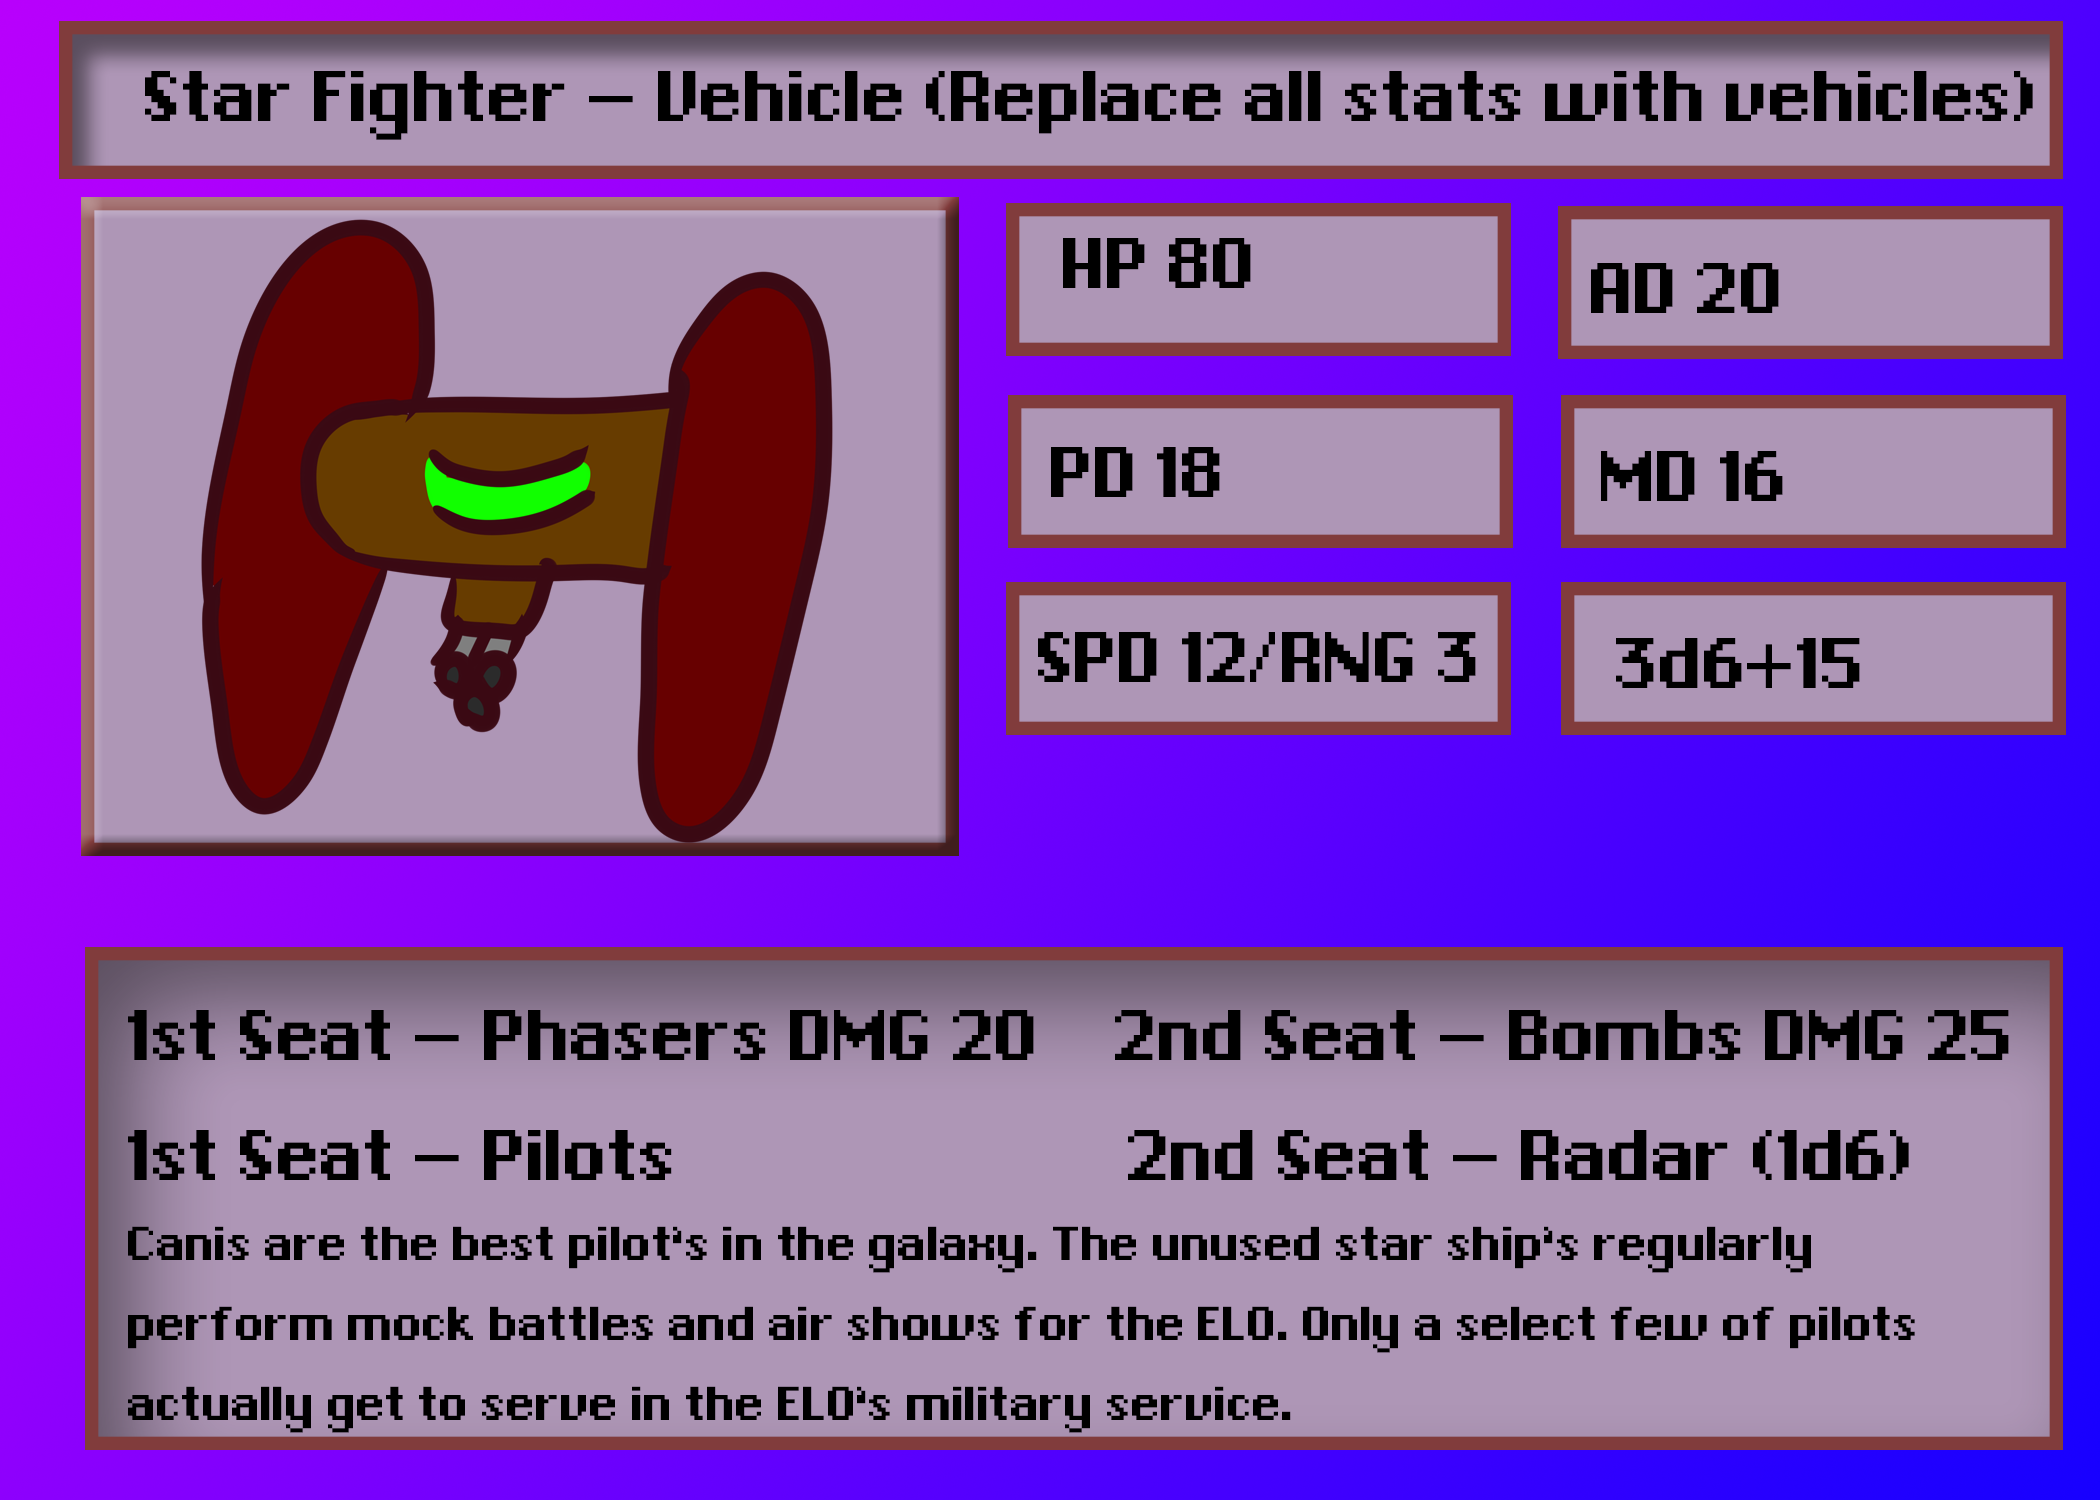 Star Fighter – Vehicle (Replace all stats with vehicles)
HP 80
AD 20
PD 18
MD 16
SPD 12/RNG 3
3d6+15
1st Seat – Phasers DMG 20
2nd Seat – Bombs DMG 25
1st Seat – Pilots
2nd Seat – Radar (1d6)
Canis are the best pilot's in the galaxy. The unused star ship's regularly
perform mock battles and air shows for the ELO. Only a select few of pilots
actually get to serve in the ELO's military service.